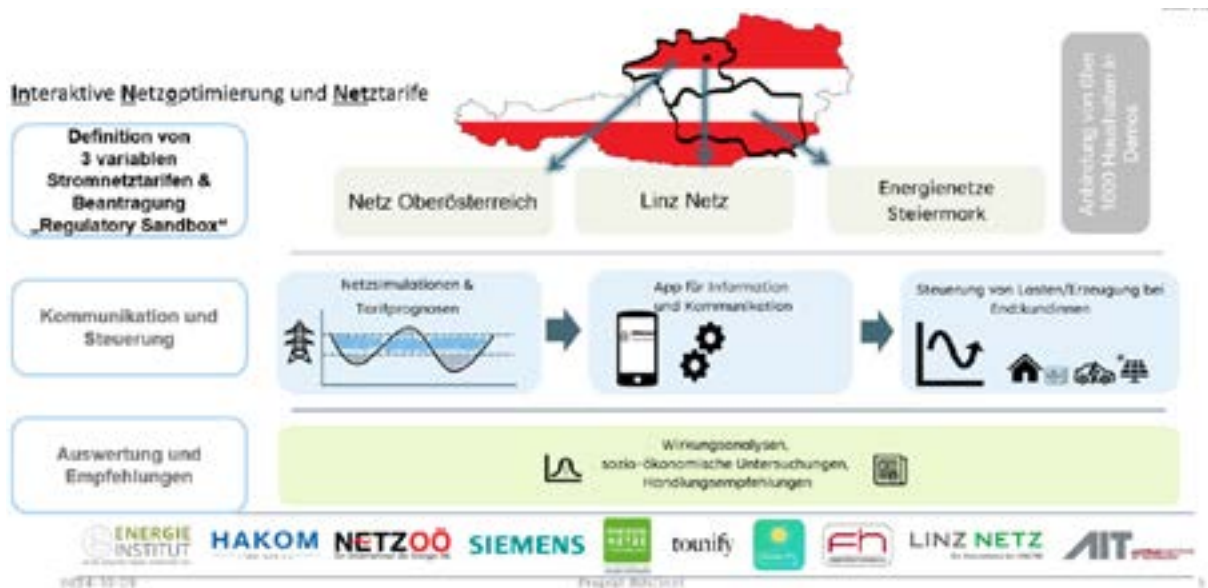 Interaktive Netzoptimierung und Netztarife
Definition von
3 variablen
Stromnetztarifen &
Beantragung
„Regulatory Sandbox“
Netz Oberösterreich
Linz Netz
Energienetze
Steiermark
Anbindung von über
1000 Haushalten in
Demos
Kommunikation und
Steuerung
Netzsimulationen &
Tarifprognosen
App für Information
und Kommunikation
Steuerung von Lasten/Erzeugung bei
Endkundinnen
Auswertung und
Empfehlungen
Wirkungsanalysen,
sozio-ökonomische Untersuchungen,
Handlungsempfehlungen
ENERGIE
INSTITUT
HAKOM
NETZOÖ
SIEMENS
tounify
Fh
LINZ NETZ
AIT